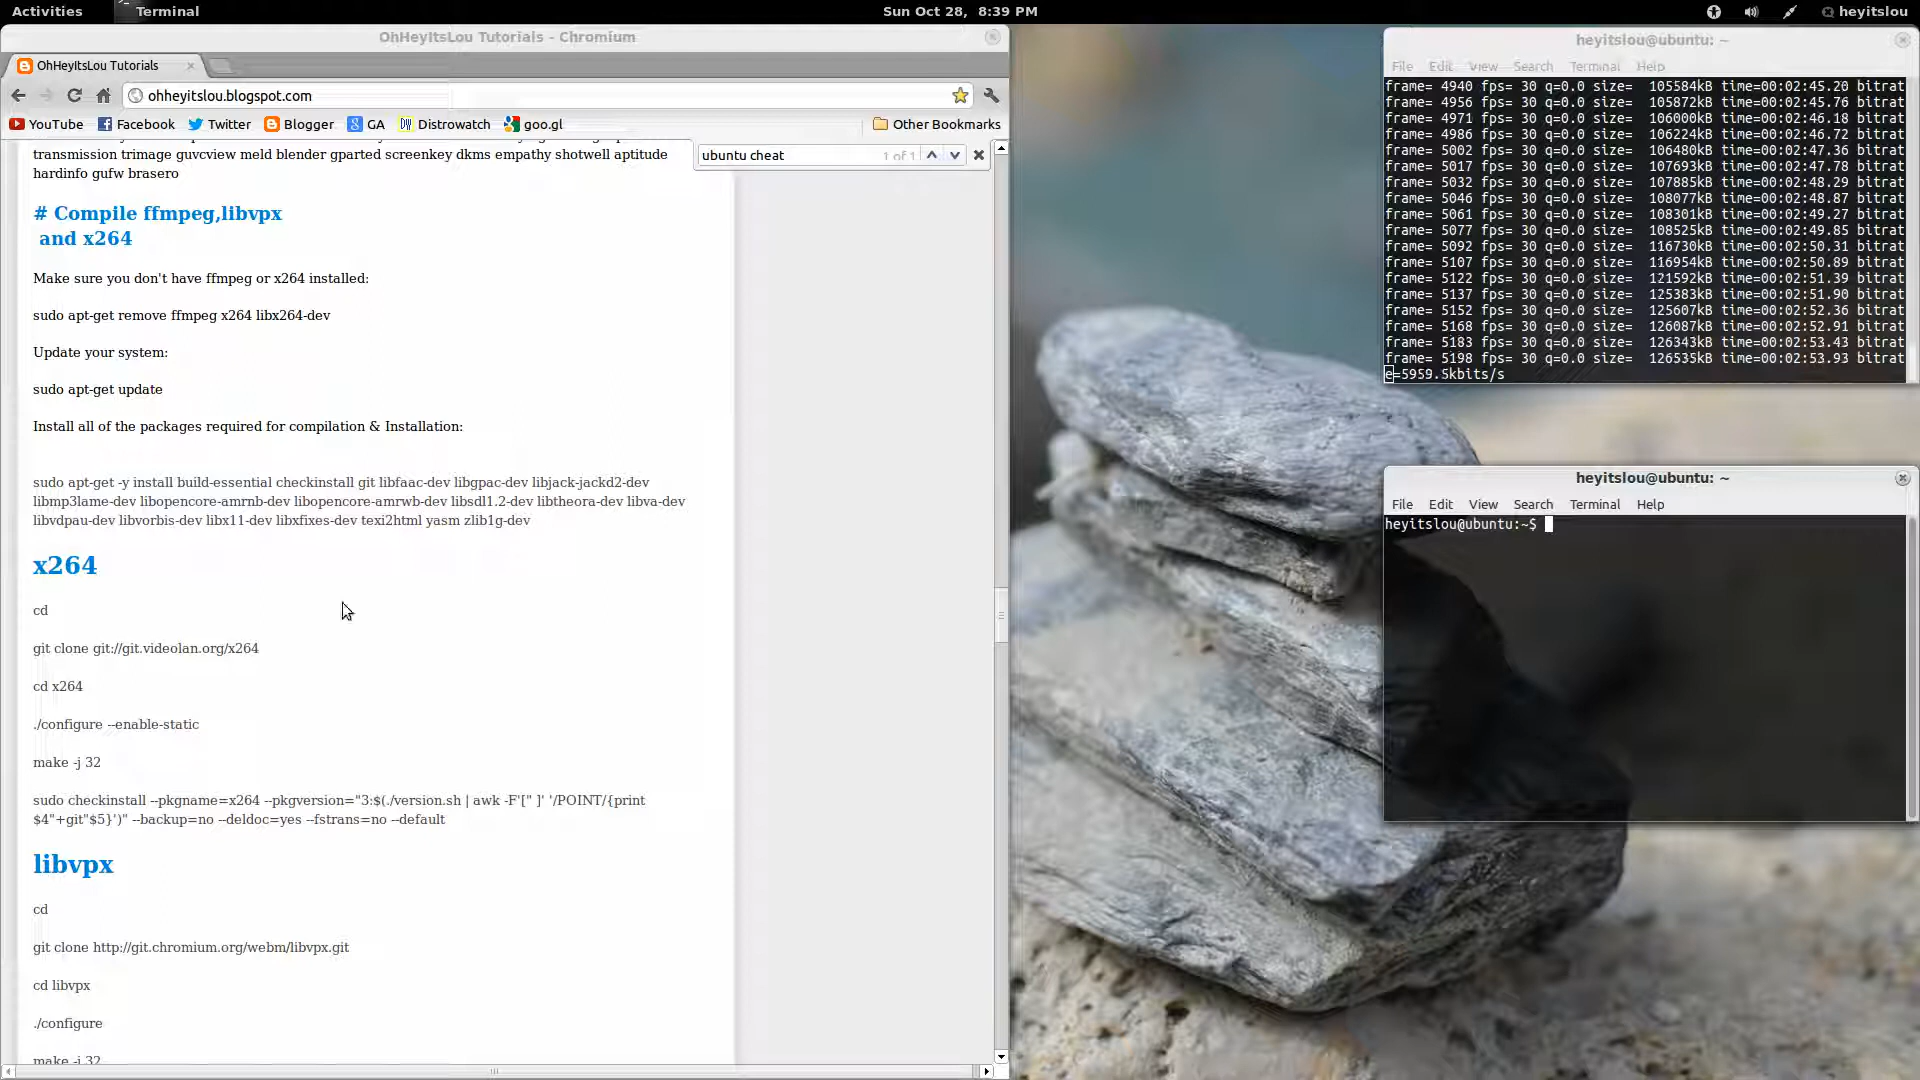 Activities
Terminal
Sun Oct 28, 8:39 PM
heyitslou
OhHeyItsLou Tutorials - Chromium
OhHeyItsLou Tutorials
ohheyitslou.blogspot.com
YouTube Facebook Twitter Blogger GA Distrowatch goo.gl Other Bookmarks
ubuntu cheat 1 of 1
transmission trimage guvcview meld blender gparted screenkey dkms empathy shotwell aptitude
hardinfo gufw brasero
# Compile ffmpeg,libvpx
and x264
Make sure you don't have ffmpeg or x264 installed:
sudo apt-get remove ffmpeg x264 libx264-dev
Update your system:
sudo apt-get update
Install all of the packages required for compilation & Installation:
sudo apt-get -y install build-essential checkinstall git libfaac-dev libgpac-dev libjack-jackd2-dev
libmp3lame-dev libopencore-amrnb-dev libopencore-amrwb-dev libsdl1.2-dev libtheora-dev libva-dev
libvdpau-dev libvorbis-dev libx11-dev libxfixes-dev texi2html yasm zlib1g-dev
x264
cd
git clone git://git.videolan.org/x264
cd x264
./configure --enable-static
make -j 32
sudo checkinstall --pkgname=x264 --pkgversion="3:$(./version.sh | awk -F'[" ]' '/POINT/{print
$4"+git"$5}')" --backup=no --deldoc=yes --fstrans=no --default
libvpx
cd
git clone http://git.chromium.org/webm/libvpx.git
cd libvpx
./configure
make -j 32
heyitslou@ubuntu: ~
File Edit View Search Terminal Help
frame= 4940 fps= 30 q=0.0 size= 105584kB time=00:02:45.20 bitrat
frame= 4956 fps= 30 q=0.0 size= 105872kB time=00:02:45.76 bitrat
frame= 4971 fps= 30 q=0.0 size= 106000kB time=00:02:46.18 bitrat
frame= 4986 fps= 30 q=0.0 size= 106224kB time=00:02:46.72 bitrat
frame= 5002 fps= 30 q=0.0 size= 106480kB time=00:02:47.36 bitrat
frame= 5017 fps= 30 q=0.0 size= 107693kB time=00:02:47.78 bitrat
frame= 5032 fps= 30 q=0.0 size= 107885kB time=00:02:48.29 bitrat
frame= 5046 fps= 30 q=0.0 size= 108077kB time=00:02:48.87 bitrat
frame= 5061 fps= 30 q=0.0 size= 108301kB time=00:02:49.27 bitrat
frame= 5077 fps= 30 q=0.0 size= 108525kB time=00:02:49.85 bitrat
frame= 5092 fps= 30 q=0.0 size= 116730kB time=00:02:50.31 bitrat
frame= 5107 fps= 30 q=0.0 size= 116954kB time=00:02:50.89 bitrat
frame= 5122 fps= 30 q=0.0 size= 121592kB time=00:02:51.39 bitrat
frame= 5137 fps= 30 q=0.0 size= 125383kB time=00:02:51.90 bitrat
frame= 5152 fps= 30 q=0.0 size= 125607kB time=00:02:52.36 bitrat
frame= 5168 fps= 30 q=0.0 size= 126087kB time=00:02:52.91 bitrat
frame= 5183 fps= 30 q=0.0 size= 126343kB time=00:02:53.43 bitrat
frame= 5198 fps= 30 q=0.0 size= 126535kB time=00:02:53.93 bitrat
e=5959.5kbits/s
heyitslou@ubuntu: ~
File Edit View Search Terminal Help
heyitslou@ubuntu:~$